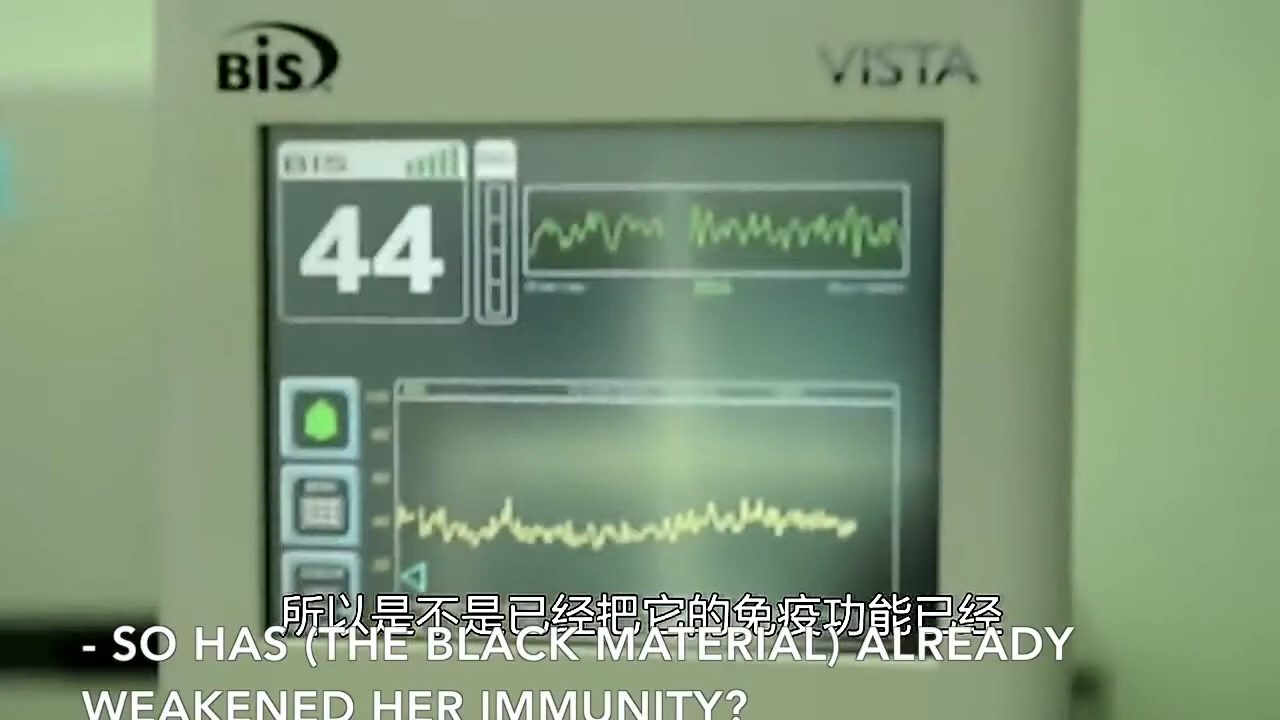 BIS
VISTA
BIS
44
所以是不是已经把它的免疫功能已经
- SO HAS (THE BLACK MATERIAL) ALREADY
WEAKENED HER IMMUNITY?